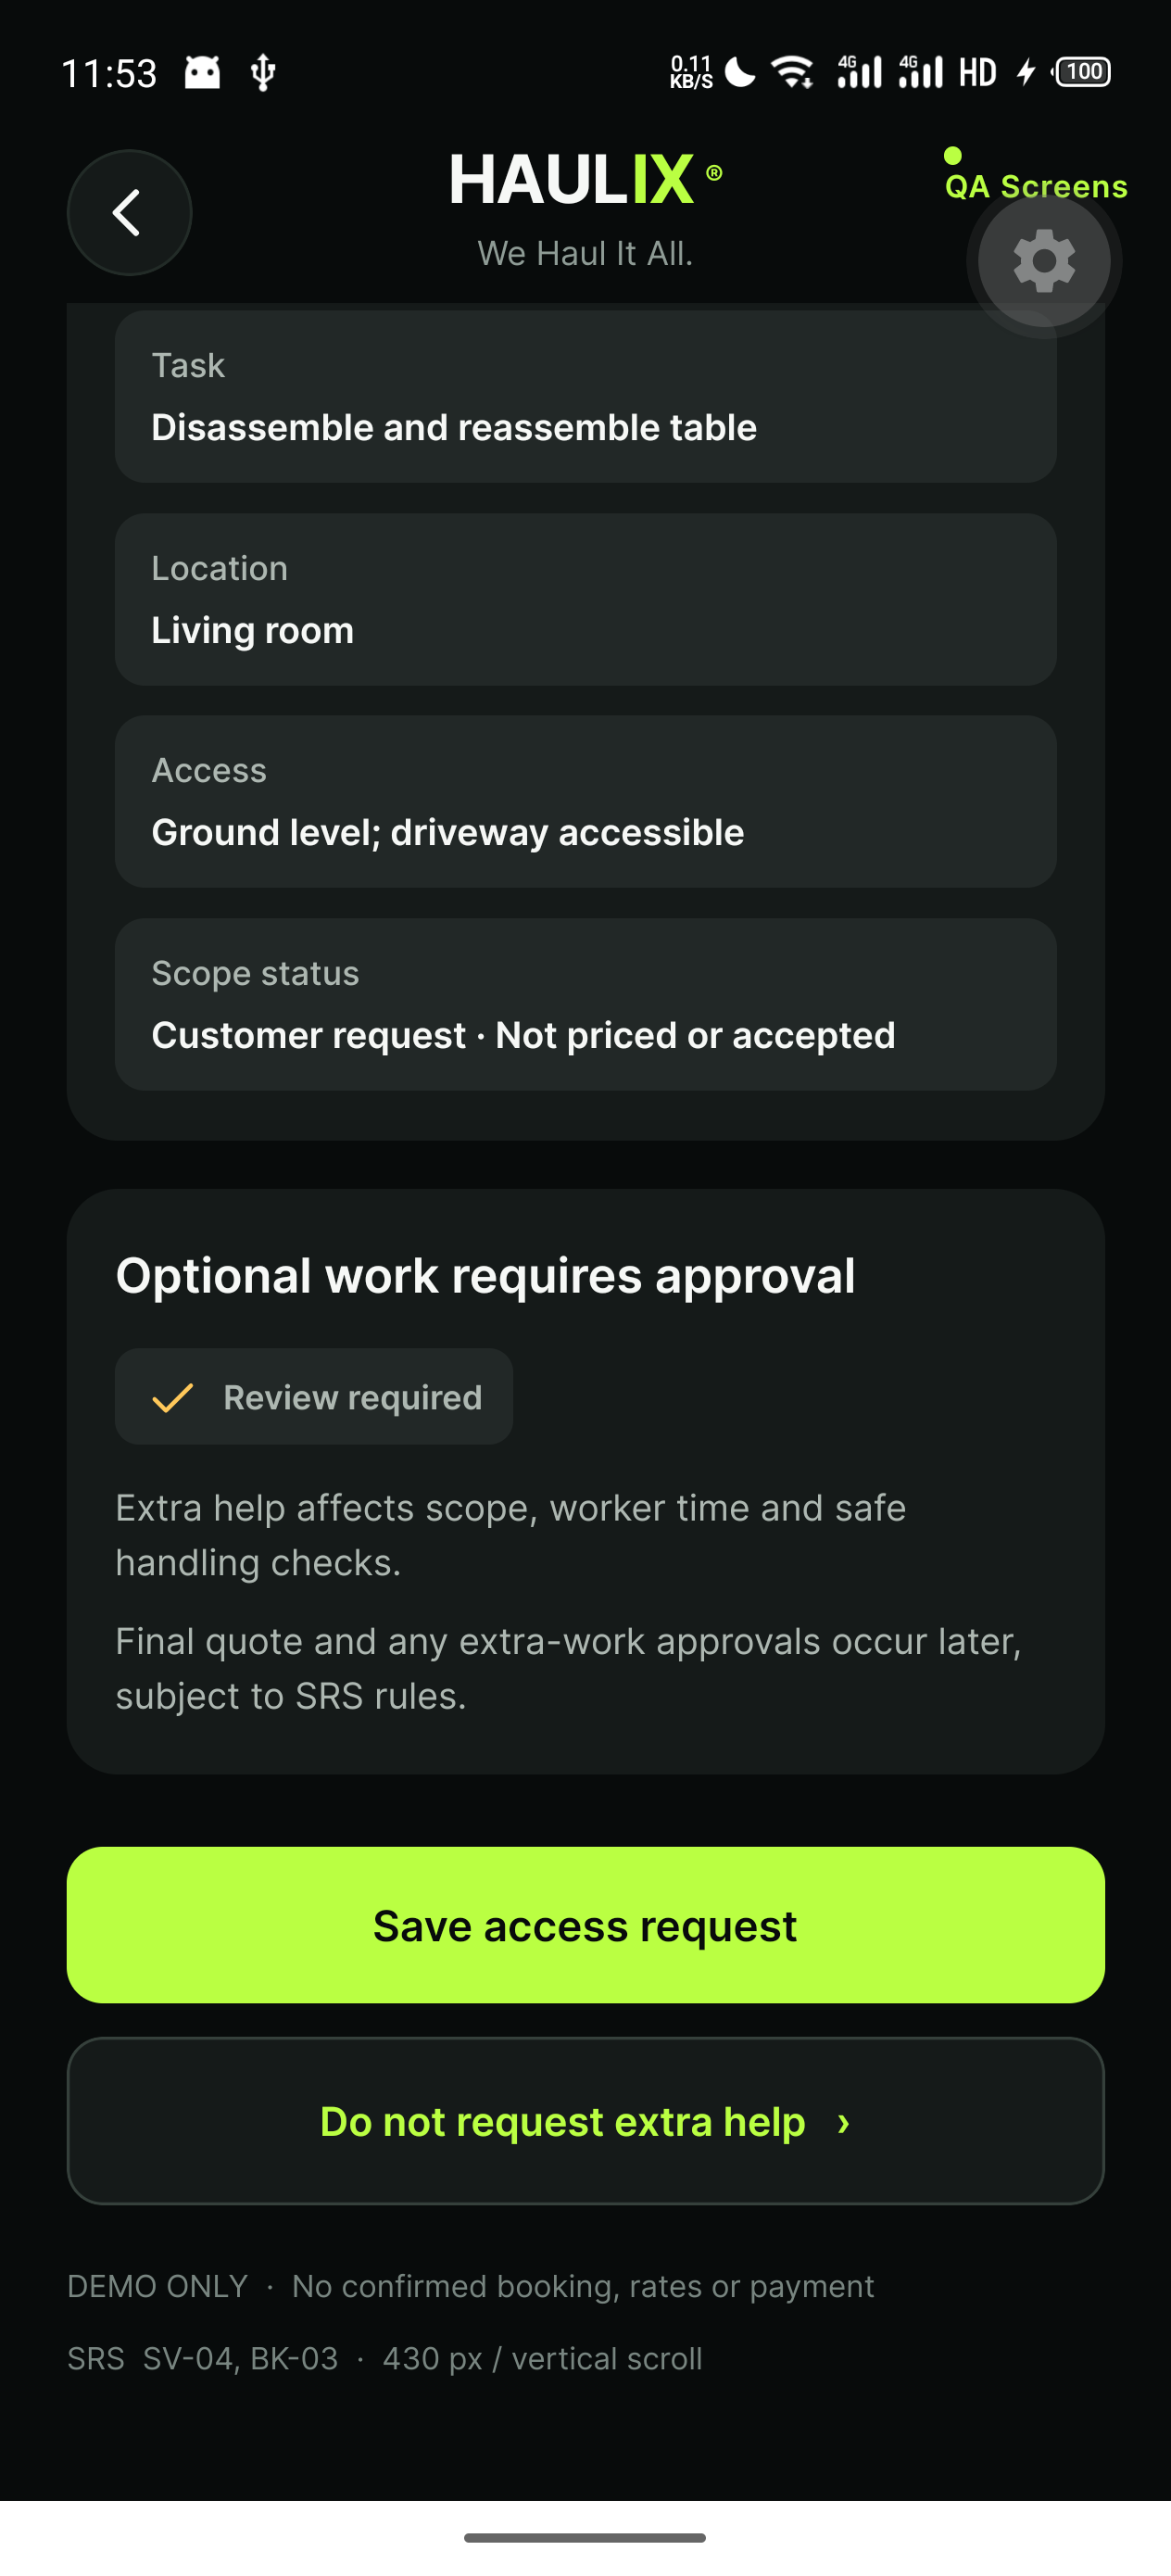 11:53
0.11
KB/S
4G
4G
HD
100
HAULIX ®
We Haul It All.
QA Screens
Task
Disassemble and reassemble table
Location
Living room
Access
Ground level; driveway accessible
Scope status
Customer request · Not priced or accepted
Optional work requires approval
Review required
Extra help affects scope, worker time and safe
handling checks.
Final quote and any extra-work approvals occur later,
subject to SRS rules.
Save access request
Do not request extra help ›
DEMO ONLY · No confirmed booking, rates or payment
SRS SV-04, BK-03 · 430 px / vertical scroll